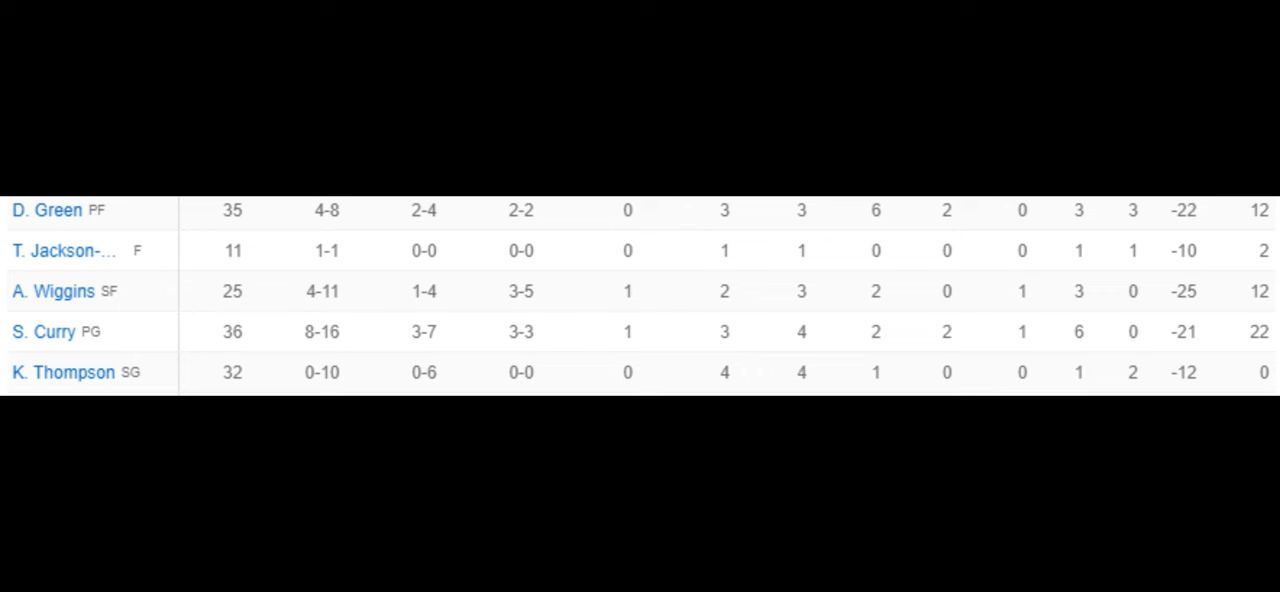 D. Green PF 35 4-8 2-4 2-2 0 3 3 6 2 0 3 3 -22 12
T. Jackson-... F 11 1-1 0-0 0-0 0 1 1 0 0 0 1 1 -10 2
A. Wiggins SF 25 4-11 1-4 3-5 1 2 3 2 0 1 3 0 -25 12
S. Curry PG 36 8-16 3-7 3-3 1 3 4 2 2 1 6 0 -21 22
K. Thompson SG 32 0-10 0-6 0-0 0 4 4 1 0 0 1 2 -12 0